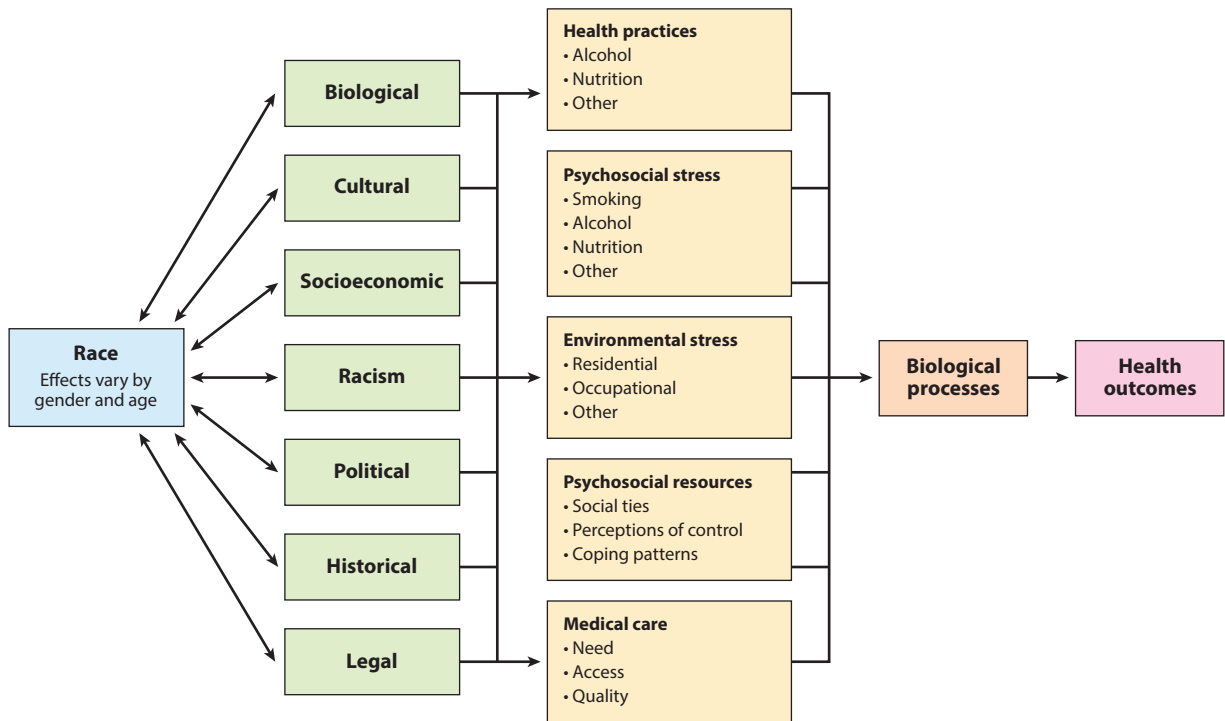 Race
Effects vary by
gender and age
Biological
Cultural
Socioeconomic
Racism
Political
Historical
Legal
Health practices
• Alcohol
• Nutrition
• Other
Psychosocial stress
• Smoking
• Alcohol
• Nutrition
• Other
Environmental stress
• Residential
• Occupational
• Other
Psychosocial resources
• Social ties
• Perceptions of control
• Coping patterns
Medical care
• Need
• Access
• Quality
Biological
processes
Health
outcomes